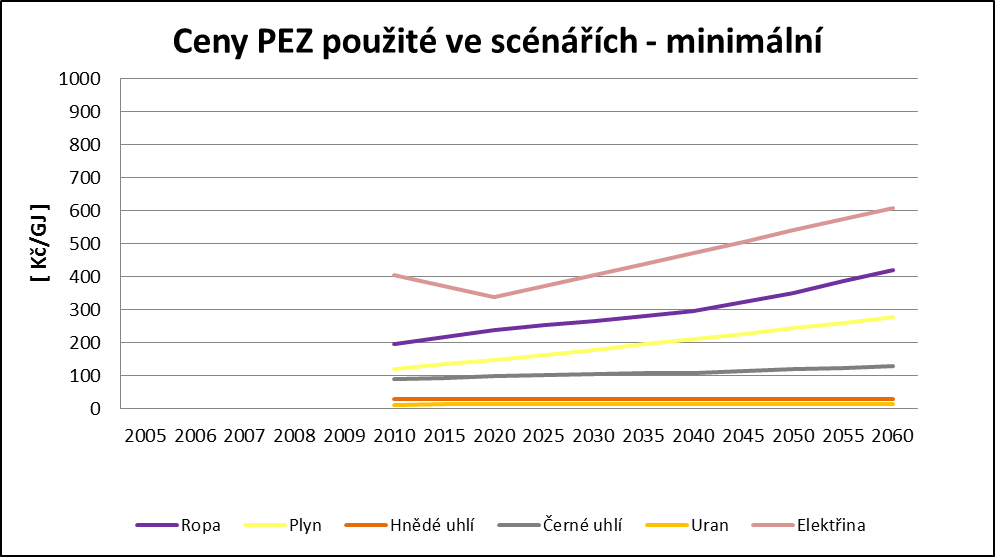 Ceny PEZ použité ve scénářích - minimální
[ Kč/GJ ]
1000
900
800
700
600
500
400
300
200
100
0
2005 2006 2007 2008 2009 2010 2015 2020 2025 2030 2035 2040 2045 2050 2055 2060
Ropa Plyn Hnědé uhlí Černé uhlí Uran Elektřina